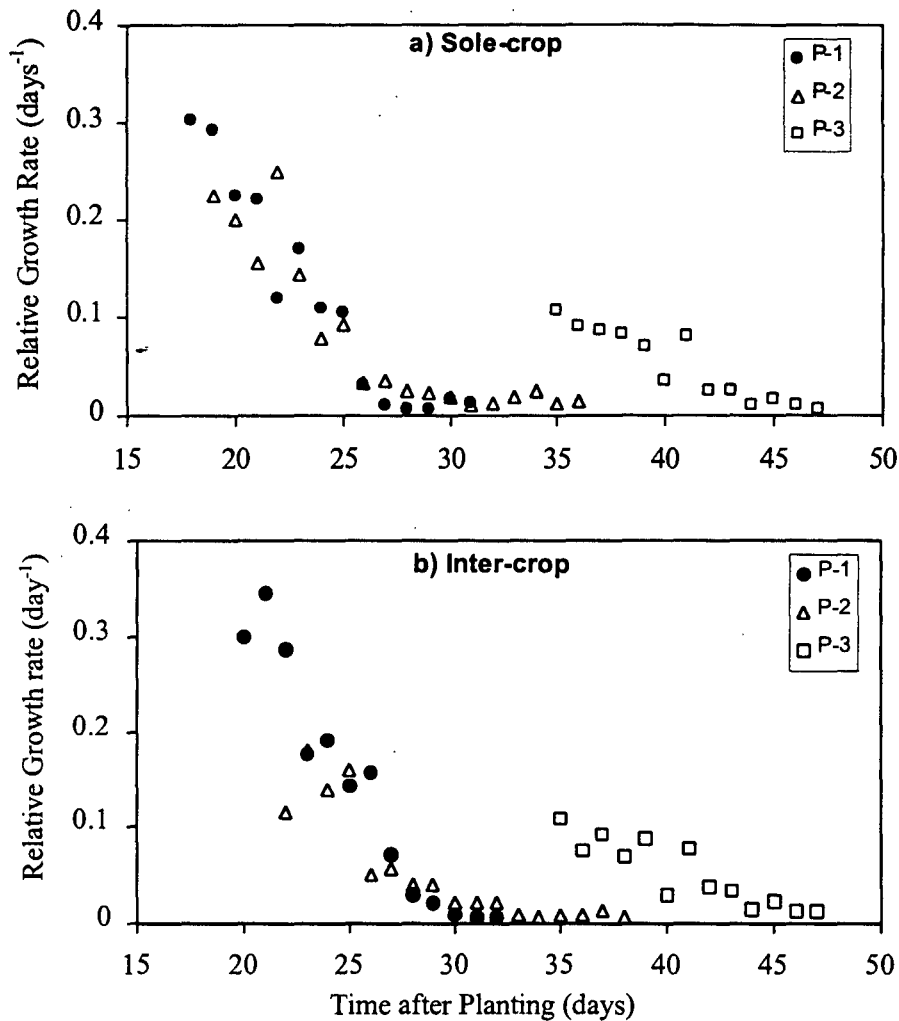 a) Sole-crop
Relative Growth Rate (days-1)
0.4
0.3
0.2
0.1
0
P-1
P-2
P-3
15 20 25 30 35 40 45 50
b) Inter-crop
Relative Growth rate (day-1)
0.4
0.3
0.2
0.1
0
P-1
P-2
P-3
15 20 25 30 35 40 45 50
Time after Planting (days)